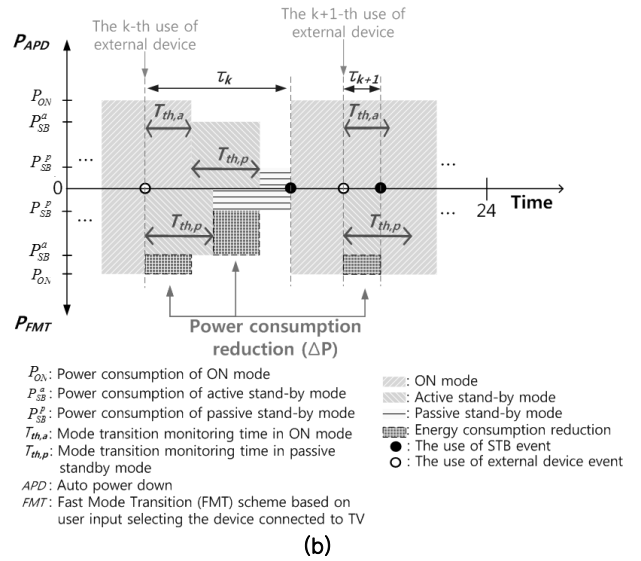 The k-th use of
external device
The k+1-th use of
external device
P_APD
τ_k
τ_k+1
P_ON
P_SB^a
T_th,a
T_th,a
P_SB^p
...
T_th,p
...
0
Time
P_SB^p
...
T_th,p
T_th,p
...
24
P_SB^a
P_ON
P_FMT
Power consumption
reduction (ΔP)
P_ON : Power consumption of ON mode
P_SB^a : Power consumption of active stand-by mode
P_SB^p : Power consumption of passive stand-by mode
T_th,a : Mode transition monitoring time in ON mode
T_th,p : Mode transition monitoring time in passive
standby mode
APD : Auto power down
FMT : Fast Mode Transition (FMT) scheme based on
user input selecting the device connected to TV
: ON mode
: Active stand-by mode
: Passive stand-by mode
: Energy consumption reduction
: The use of STB event
: The use of external device event
(b)